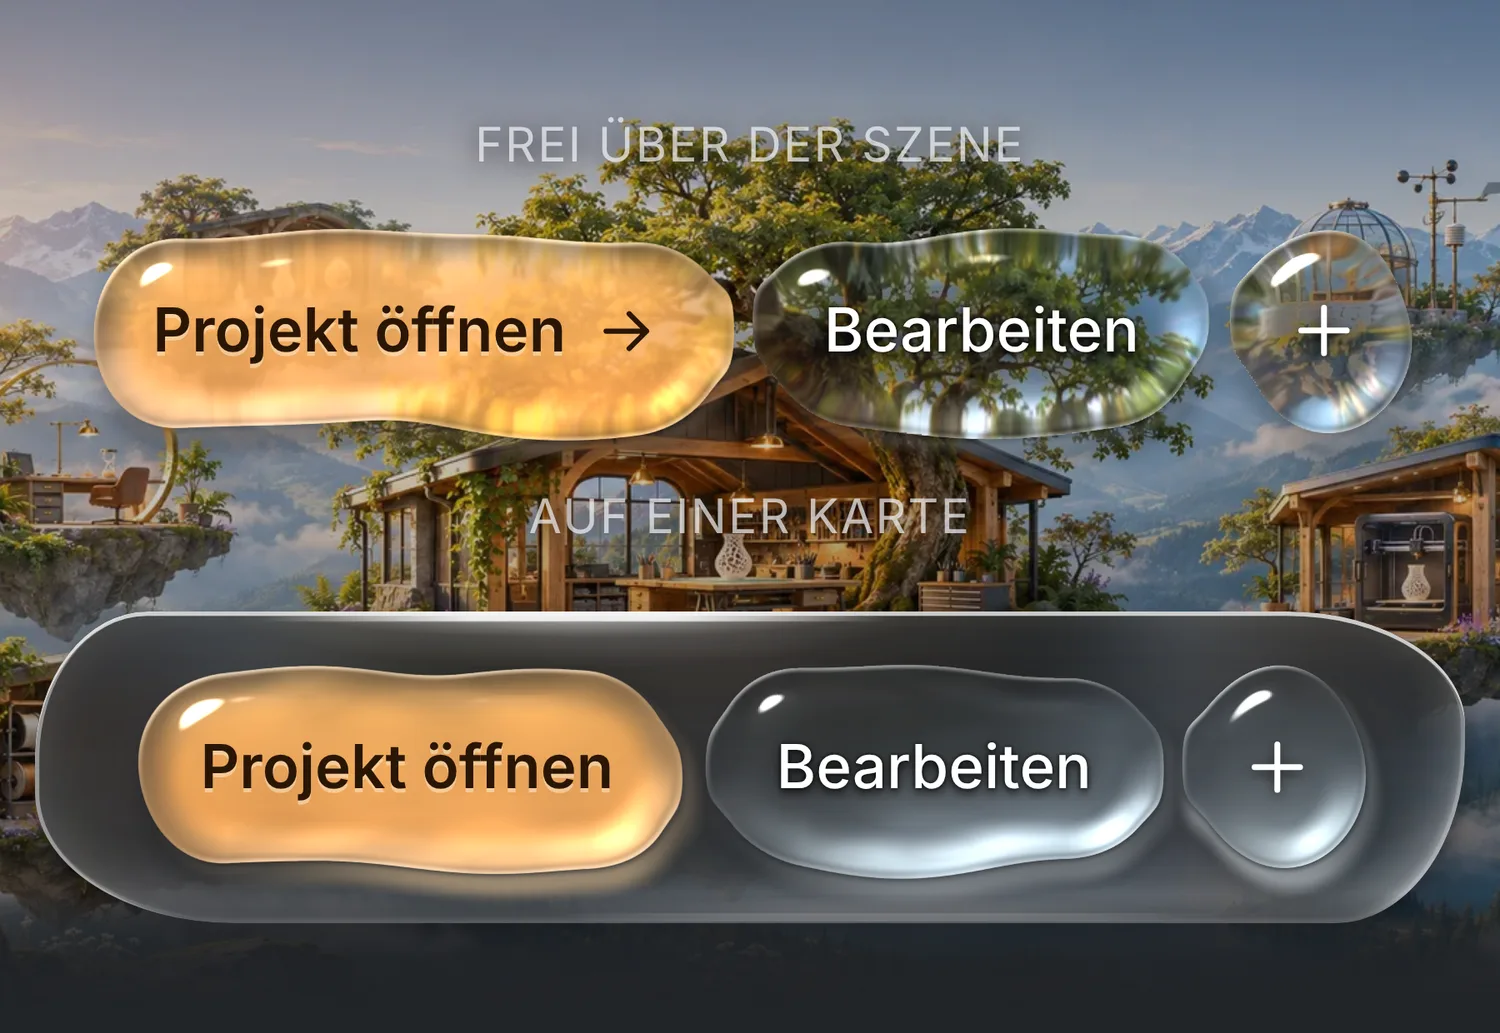 FREI ÜBER DER SZENE
Projekt öffnen → Bearbeiten +
AUF EINER KARTE
Projekt öffnen Bearbeiten +